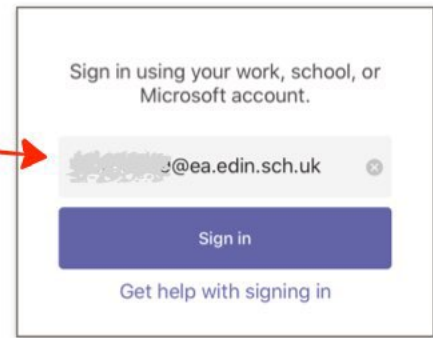 Sign in using your work, school, or
Microsoft account.
@ea.edin.sch.uk
Sign in
Get help with signing in